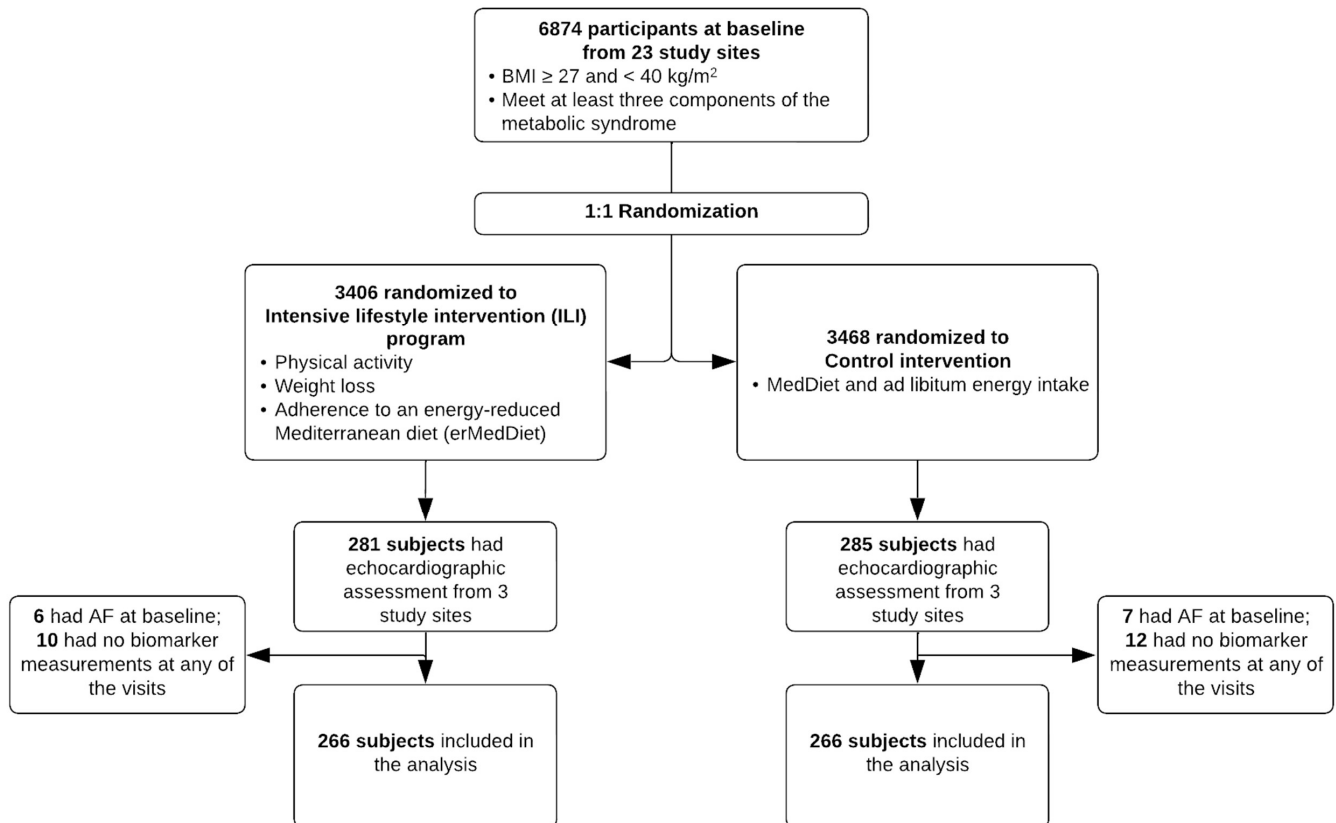 6874 participants at baseline
from 23 study sites
• BMI ≥ 27 and < 40 kg/m²
• Meet at least three components of the
metabolic syndrome
1:1 Randomization
3406 randomized to
Intensive lifestyle intervention (ILI)
program
• Physical activity
• Weight loss
• Adherence to an energy-reduced
Mediterranean diet (erMedDiet)
3468 randomized to
Control intervention
• MedDiet and ad libitum energy intake
281 subjects had
echocardiographic
assessment from 3
study sites
285 subjects had
echocardiographic
assessment from 3
study sites
6 had AF at baseline;
10 had no biomarker
measurements at any of
the visits
7 had AF at baseline;
12 had no biomarker
measurements at any of
the visits
266 subjects included in
the analysis
266 subjects included in
the analysis